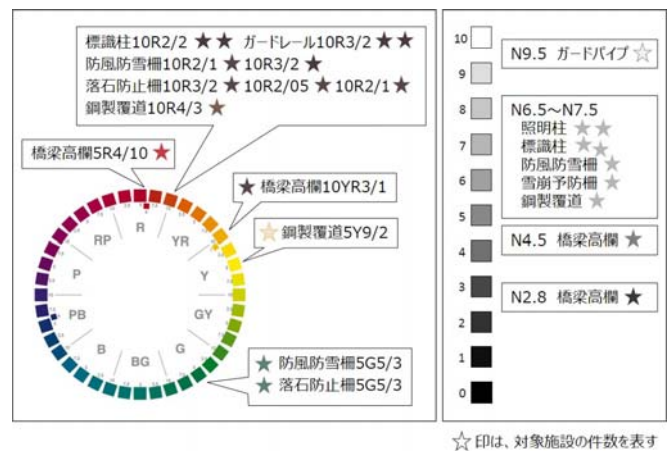 標識柱10R2/2 ★★ ガードレール10R3/2 ★★
防風防雪柵10R2/1 ★ 10R3/2 ★
落石防止柵10R3/2 ★ 10R2/05 ★ 10R2/1 ★
鋼製覆道10R4/3 ★
橋梁高欄5R4/10 ★
★ 橋梁高欄10YR3/1
☆ 鋼製覆道5Y9/2
R
YR
Y
GY
G
BG
B
PB
P
RP
★ 防風防雪柵5G5/3
★ 落石防止柵5G5/3
10
9
8
7
6
5
4
3
2
1
0
N9.5 ガードパイプ ☆
N6.5～N7.5
照明柱 ★★
標識柱 ★★
防風防雪柵 ★
雪崩予防柵 ★
鋼製覆道 ★
N4.5 橋梁高欄 ★
N2.8 橋梁高欄 ★
☆印は、対象施設の件数を表す